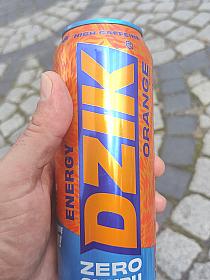 HIGH CAFFEINE
ENERGY
DZIK
®
ORANGE
ZERO